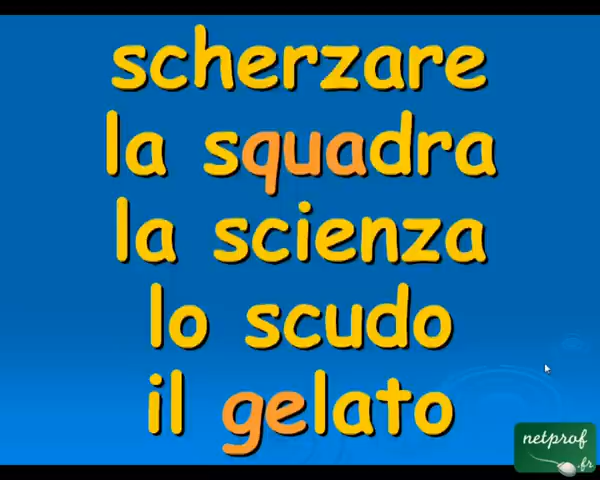 scherzare
la squadra
la scienza
lo scudo
il gelato
netprof
.fr